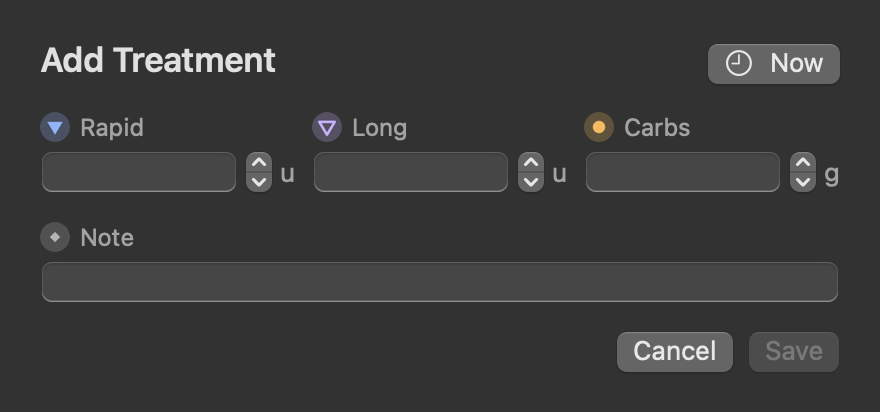 Add Treatment
Now
Rapid
Long
Carbs
u
u
g
Note
Cancel
Save